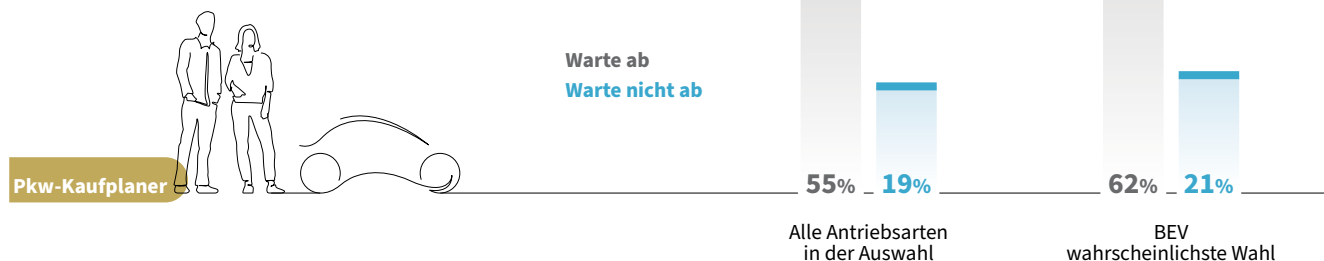 Warte ab
Warte nicht ab
Pkw-Kaufplaner
55% 19% 62% 21%
Alle Antriebsarten
in der Auswahl
BEV
wahrscheinlichste Wahl